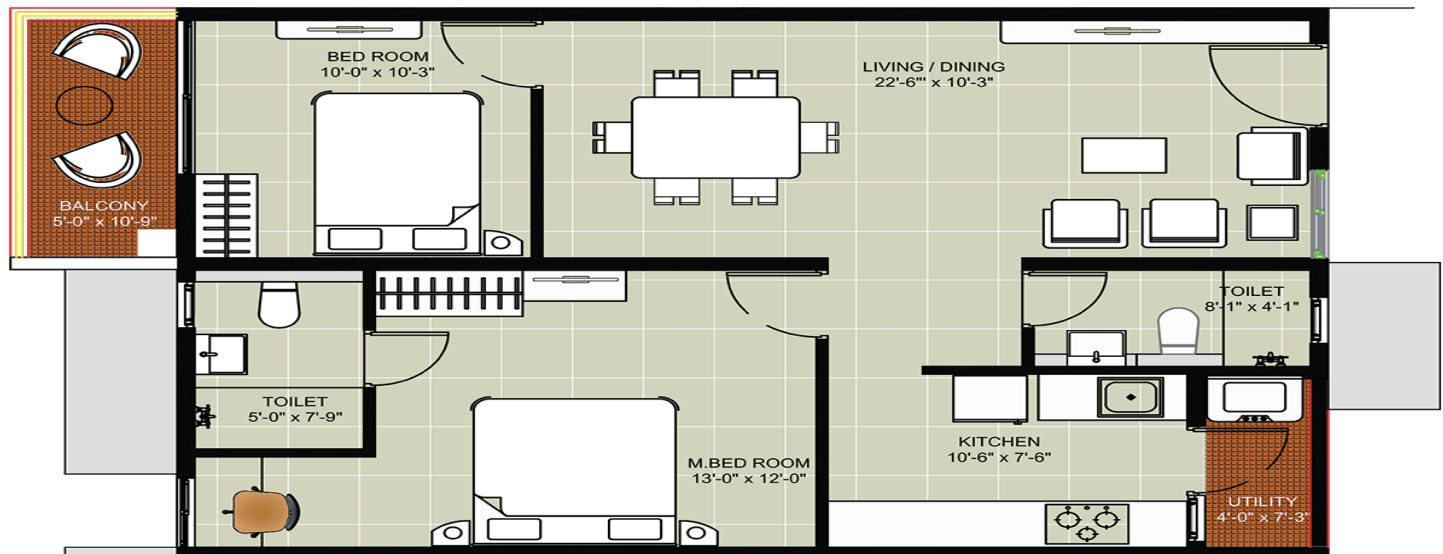 BED ROOM
10'-0" x 10'-3"
LIVING / DINING
22'-6"' x 10'-3"
BALCONY
5'-0" x 10'-9"
TOILET
8'-1" x 4'-1"
TOILET
5'-0" x 7'-9"
M.BED ROOM
13'-0" x 12'-0"
KITCHEN
10'-6" x 7'-6"
UTILITY
4'-0" x 7'-3"